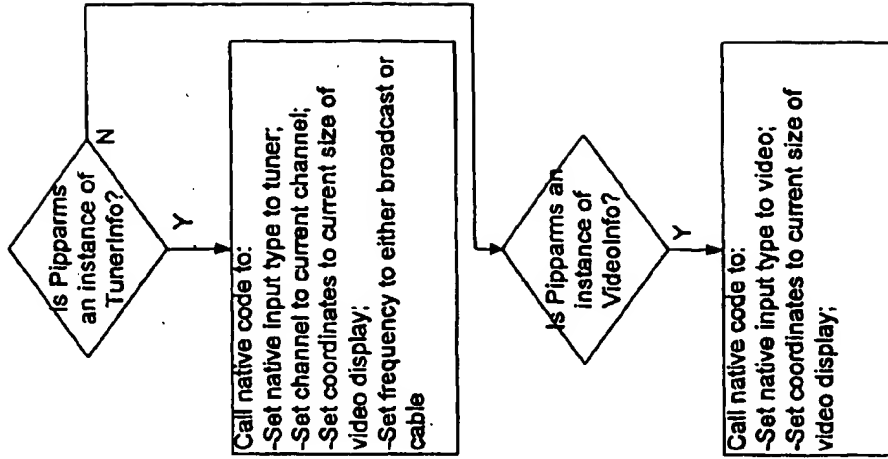 Is Pipparms
an instance of
TunerInfo?
N
Y
Call native code to:
-Set native input type to tuner;
-Set channel to current channel;
-Set coordinates to current size of
video display;
-Set frequency to either broadcast or
cable
Is Pipparms an
instance of
VideoInfo?
Y
Call native code to:
-Set native input type to video;
-Set coordinates to current size of
video display;